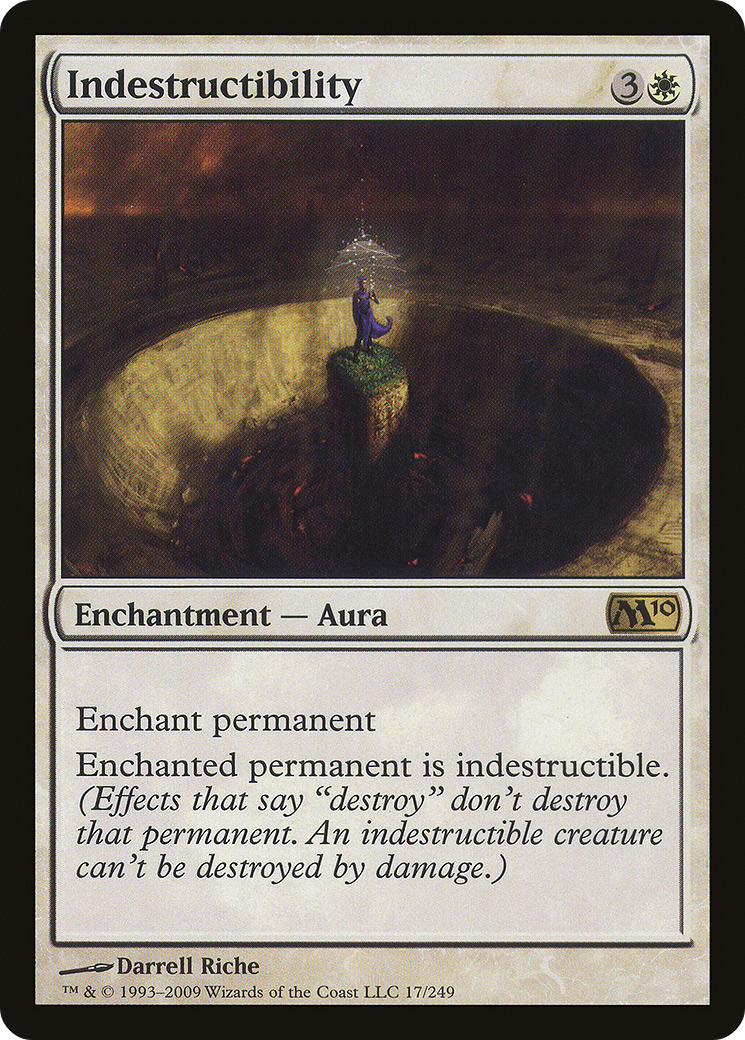 Indestructibility 3
Enchantment — Aura M10
Enchant permanent
Enchanted permanent is indestructible.
(Effects that say “destroy” don’t destroy
that permanent. An indestructible creature
can’t be destroyed by damage.)
Darrell Riche
™ & © 1993–2009 Wizards of the Coast LLC 17/249